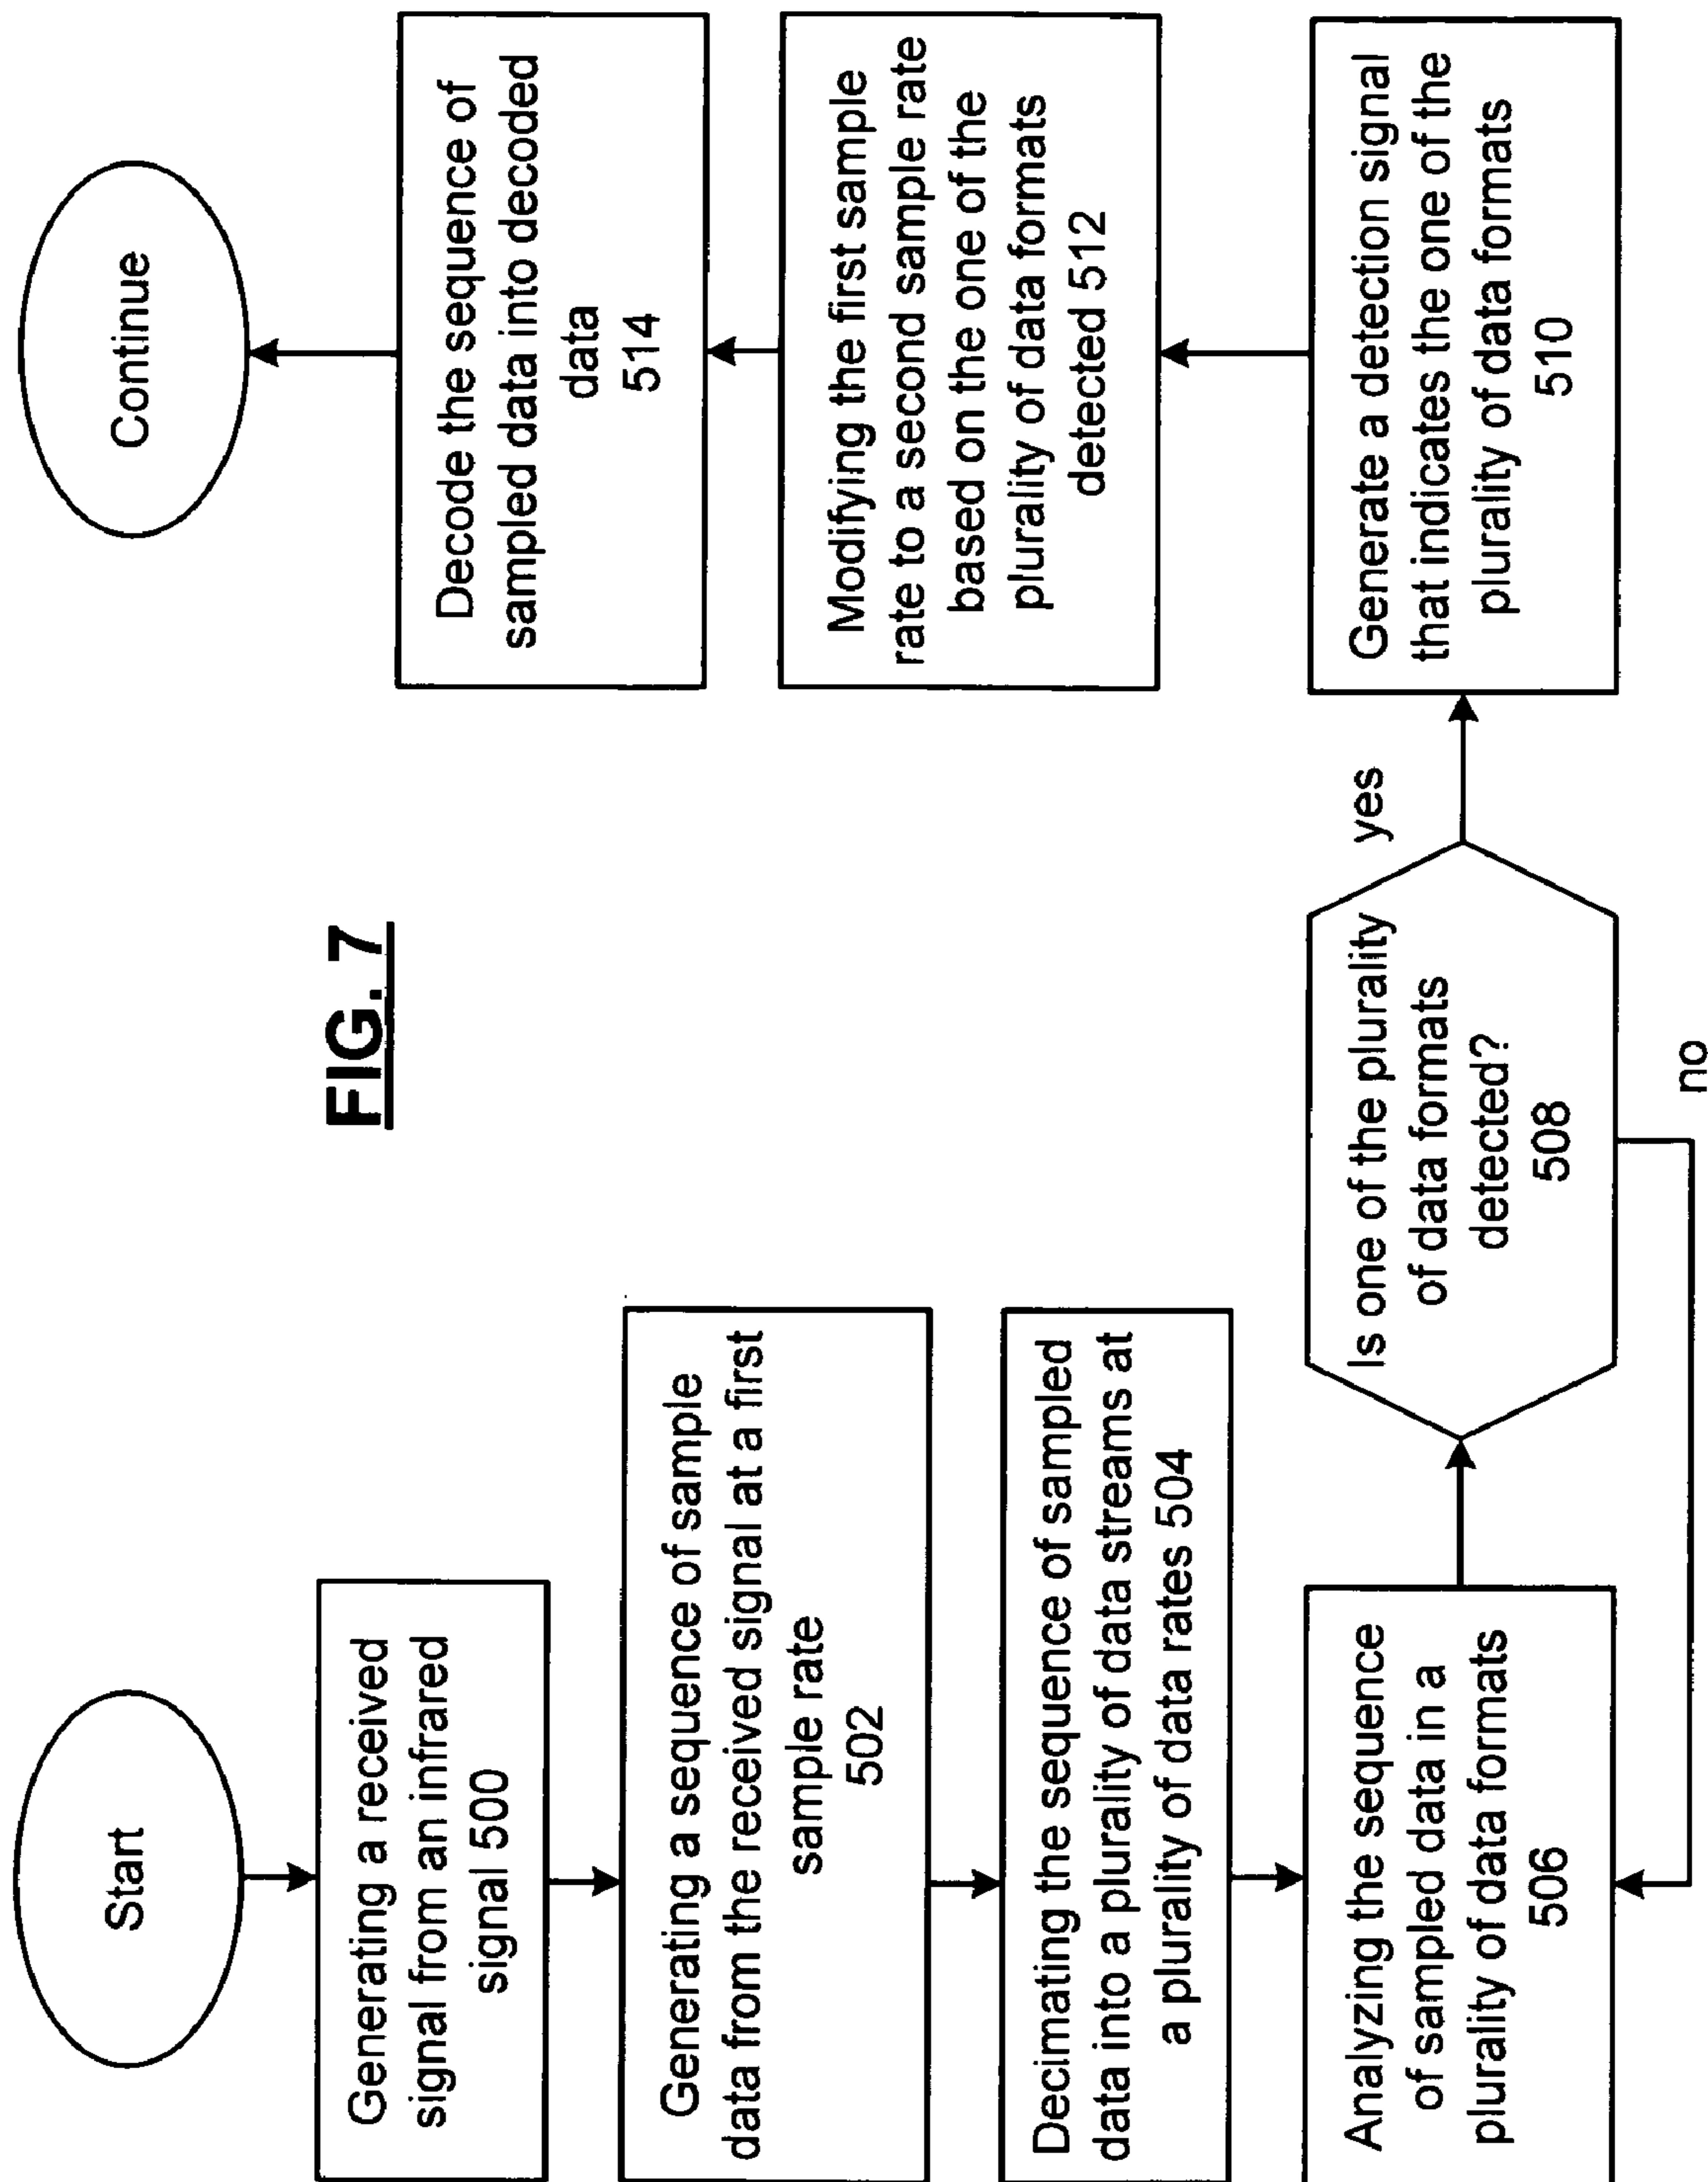 FIG. 7
Start
Generating a received
signal from an infrared
signal 500
Generating a sequence of sample
data from the received signal at a first
sample rate
502
Decimating the sequence of sampled
data into a plurality of data streams at
a plurality of data rates 504
Analyzing the sequence
of sampled data in a
plurality of data formats
506
Is one of the plurality
of data formats
detected?
508
yes
no
Generate a detection signal
that indicates the one of the
plurality of data formats
510
Modifying the first sample
rate to a second sample rate
based on the one of the
plurality of data formats
detected 512
Decode the sequence of
sampled data into decoded
data
514
Continue